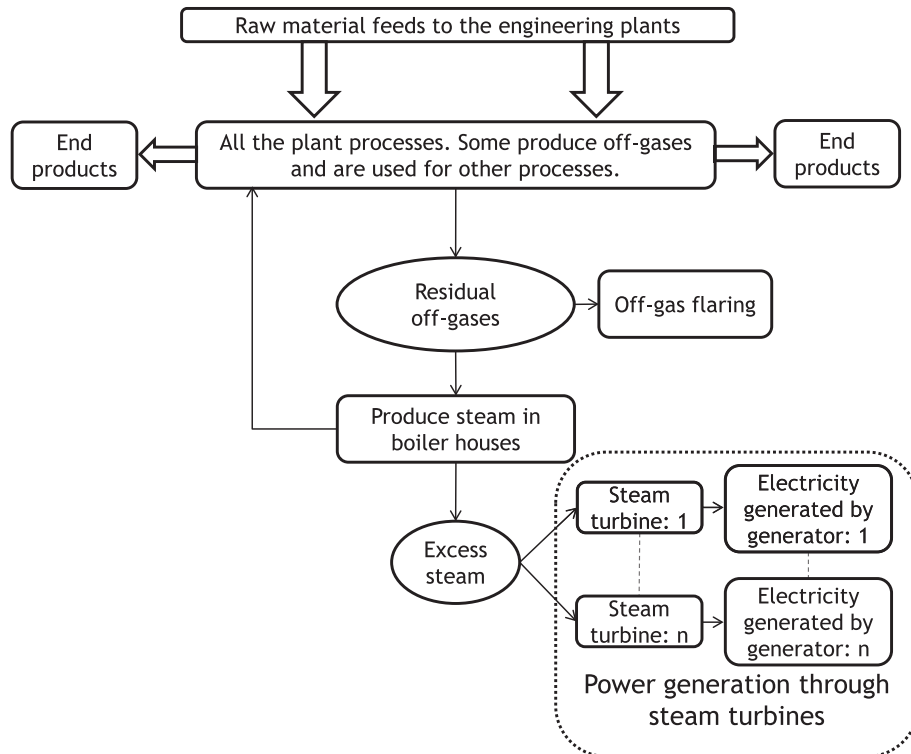 Raw material feeds to the engineering plants
End
products
All the plant processes. Some produce off-gases
and are used for other processes.
End
products
Residual
off-gases
Off-gas flaring
Produce steam in
boiler houses
Excess
steam
Steam
turbine: 1
Electricity
generated by
generator: 1
Steam
turbine: n
Electricity
generated by
generator: n
Power generation through
steam turbines